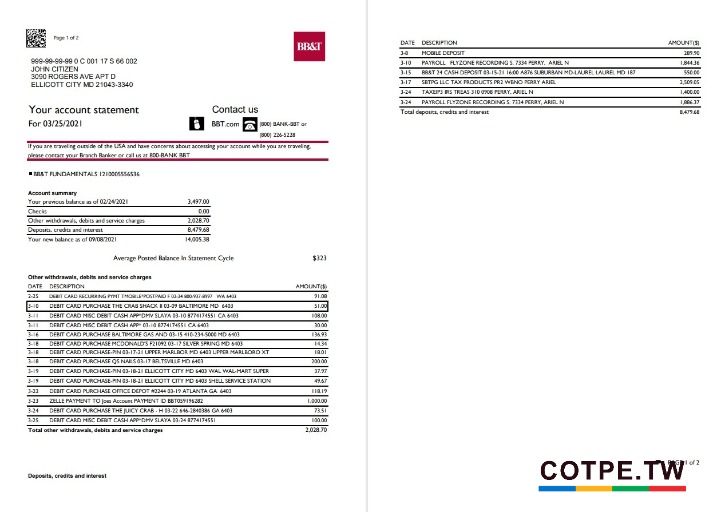 Page 1 of 2
BB&T
999-99-99-99 0 C 001 17 S 66 002
JOHN CITIZEN
3090 ROGERS AVE APT D
ELLICOTT CITY MD 21043-3340
Your account statement
For 03/25/2021
Contact us
BBT.com
(800) BANK-BBT or
(800) 226-5228
If you are traveling outside of the USA and have concerns about accessing your account while you are traveling,
please contact your Branch Banker or call us at 800-BANK BBT
BB&T FUNDAMENTALS 1210005556536
Account summary
Your previous balance as of 02/24/2021 3,497.00
Checks 0.00
Other withdrawals, debits and service charges 2,028.70
Deposits, credits and interest 8,479.68
Your new balance as of 09/08/2021 14,005.38
Average Posted Balance In Statement Cycle $323
Other withdrawals, debits and service charges
DATE DESCRIPTION AMOUNT($)
2-25 DEBIT CARD RECURRING PYMT TMOBILE*POSTPAID F 02-24 800-937-8997 WA 6403 91.08
3-10 DEBIT CARD PURCHASE THE CRAB SHACK II 03-09 BALTIMORE MD 6403 51.00
3-11 DEBIT CARD MISC DEBIT CASH APP*DMV SLAYA 03-10 8774174551 CA 6403 108.00
3-11 DEBIT CARD MISC DEBIT CASH APP* 03-10 8774174551 CA 6403 30.00
3-16 DEBIT CARD PURCHASE BALTIMORE GAS AND 03-15 410-234-5000 MD 6403 136.93
3-18 DEBIT CARD PURCHASE MCDONALD'S F21092 03-17 SILVER SPRING MD 6403 14.34
3-18 DEBIT CARD PURCHASE-PIN 03-17-21 UPPER MARLBOR MD 6403 UPPER MARLBORO XT 18.01
3-18 DEBIT CARD PURCHASE QS NAILS 03-17 BELTSVILLE MD 6403 200.00
3-19 DEBIT CARD PURCHASE-PIN 03-18-21 ELLICOTT CITY MD 6403 WAL WAL-MART SUPER 37.97
3-19 DEBIT CARD PURCHASE-PIN 03-18-21 ELLICOTT CITY MD 6403 SHELL SERVICE STATION 49.67
3-22 DEBIT CARD PURCHASE OFFICE DEPOT #2244 03-19 ATLANTA GA 6403 118.19
3-23 ZELLE PAYMENT TO Joes Account PAYMENT ID BBT059196282 1,000.00
3-24 DEBIT CARD PURCHASE THE JUICY CRAB - H 03-22 646-2840386 GA 6403 73.51
3-25 DEBIT CARD MISC DEBIT CASH APP*DMV SLAYA 03-24 8774174551 100.00
Total other withdrawals, debits and service charges 2,028.70
Deposits, credits and interest
DATE DESCRIPTION AMOUNT($)
3-8 MOBILE DEPOSIT 289.90
3-10 PAYROLL FLYZONE RECORDING S. 7334 PERRY, ARIEL N 1,844.36
3-15 BB&T 24 CASH DEPOSIT 03-15-21 16:00 A876 SUBURBAN MD-LAUREL LAUREL MD 187 550.00
3-17 SBTPG LLC TAX PRODUCTS PR2 WBNO PERRY ARIEL 2,509.05
3-24 TAXEIP3 IRS TREAS 310 0908 PERRY, ARIEL N 1,400.00
3-24 PAYROLL FLYZONE RECORDING S. 7334 PERRY, ARIEL N 1,886.37
Total deposits, credits and interest 8,479.68
1 of 2
COTPE.TW